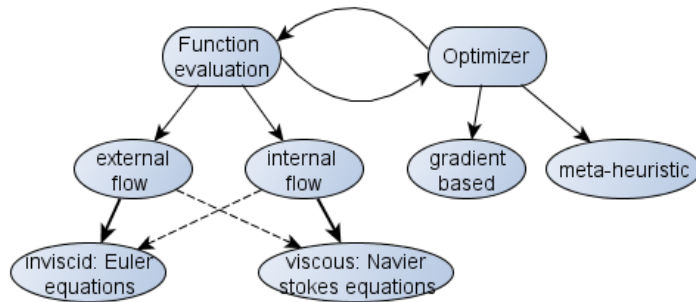 Function
evaluation
Optimizer
external
flow
internal
flow
gradient
based
meta-heuristic
inviscid: Euler
equations
viscous: Navier
stokes equations